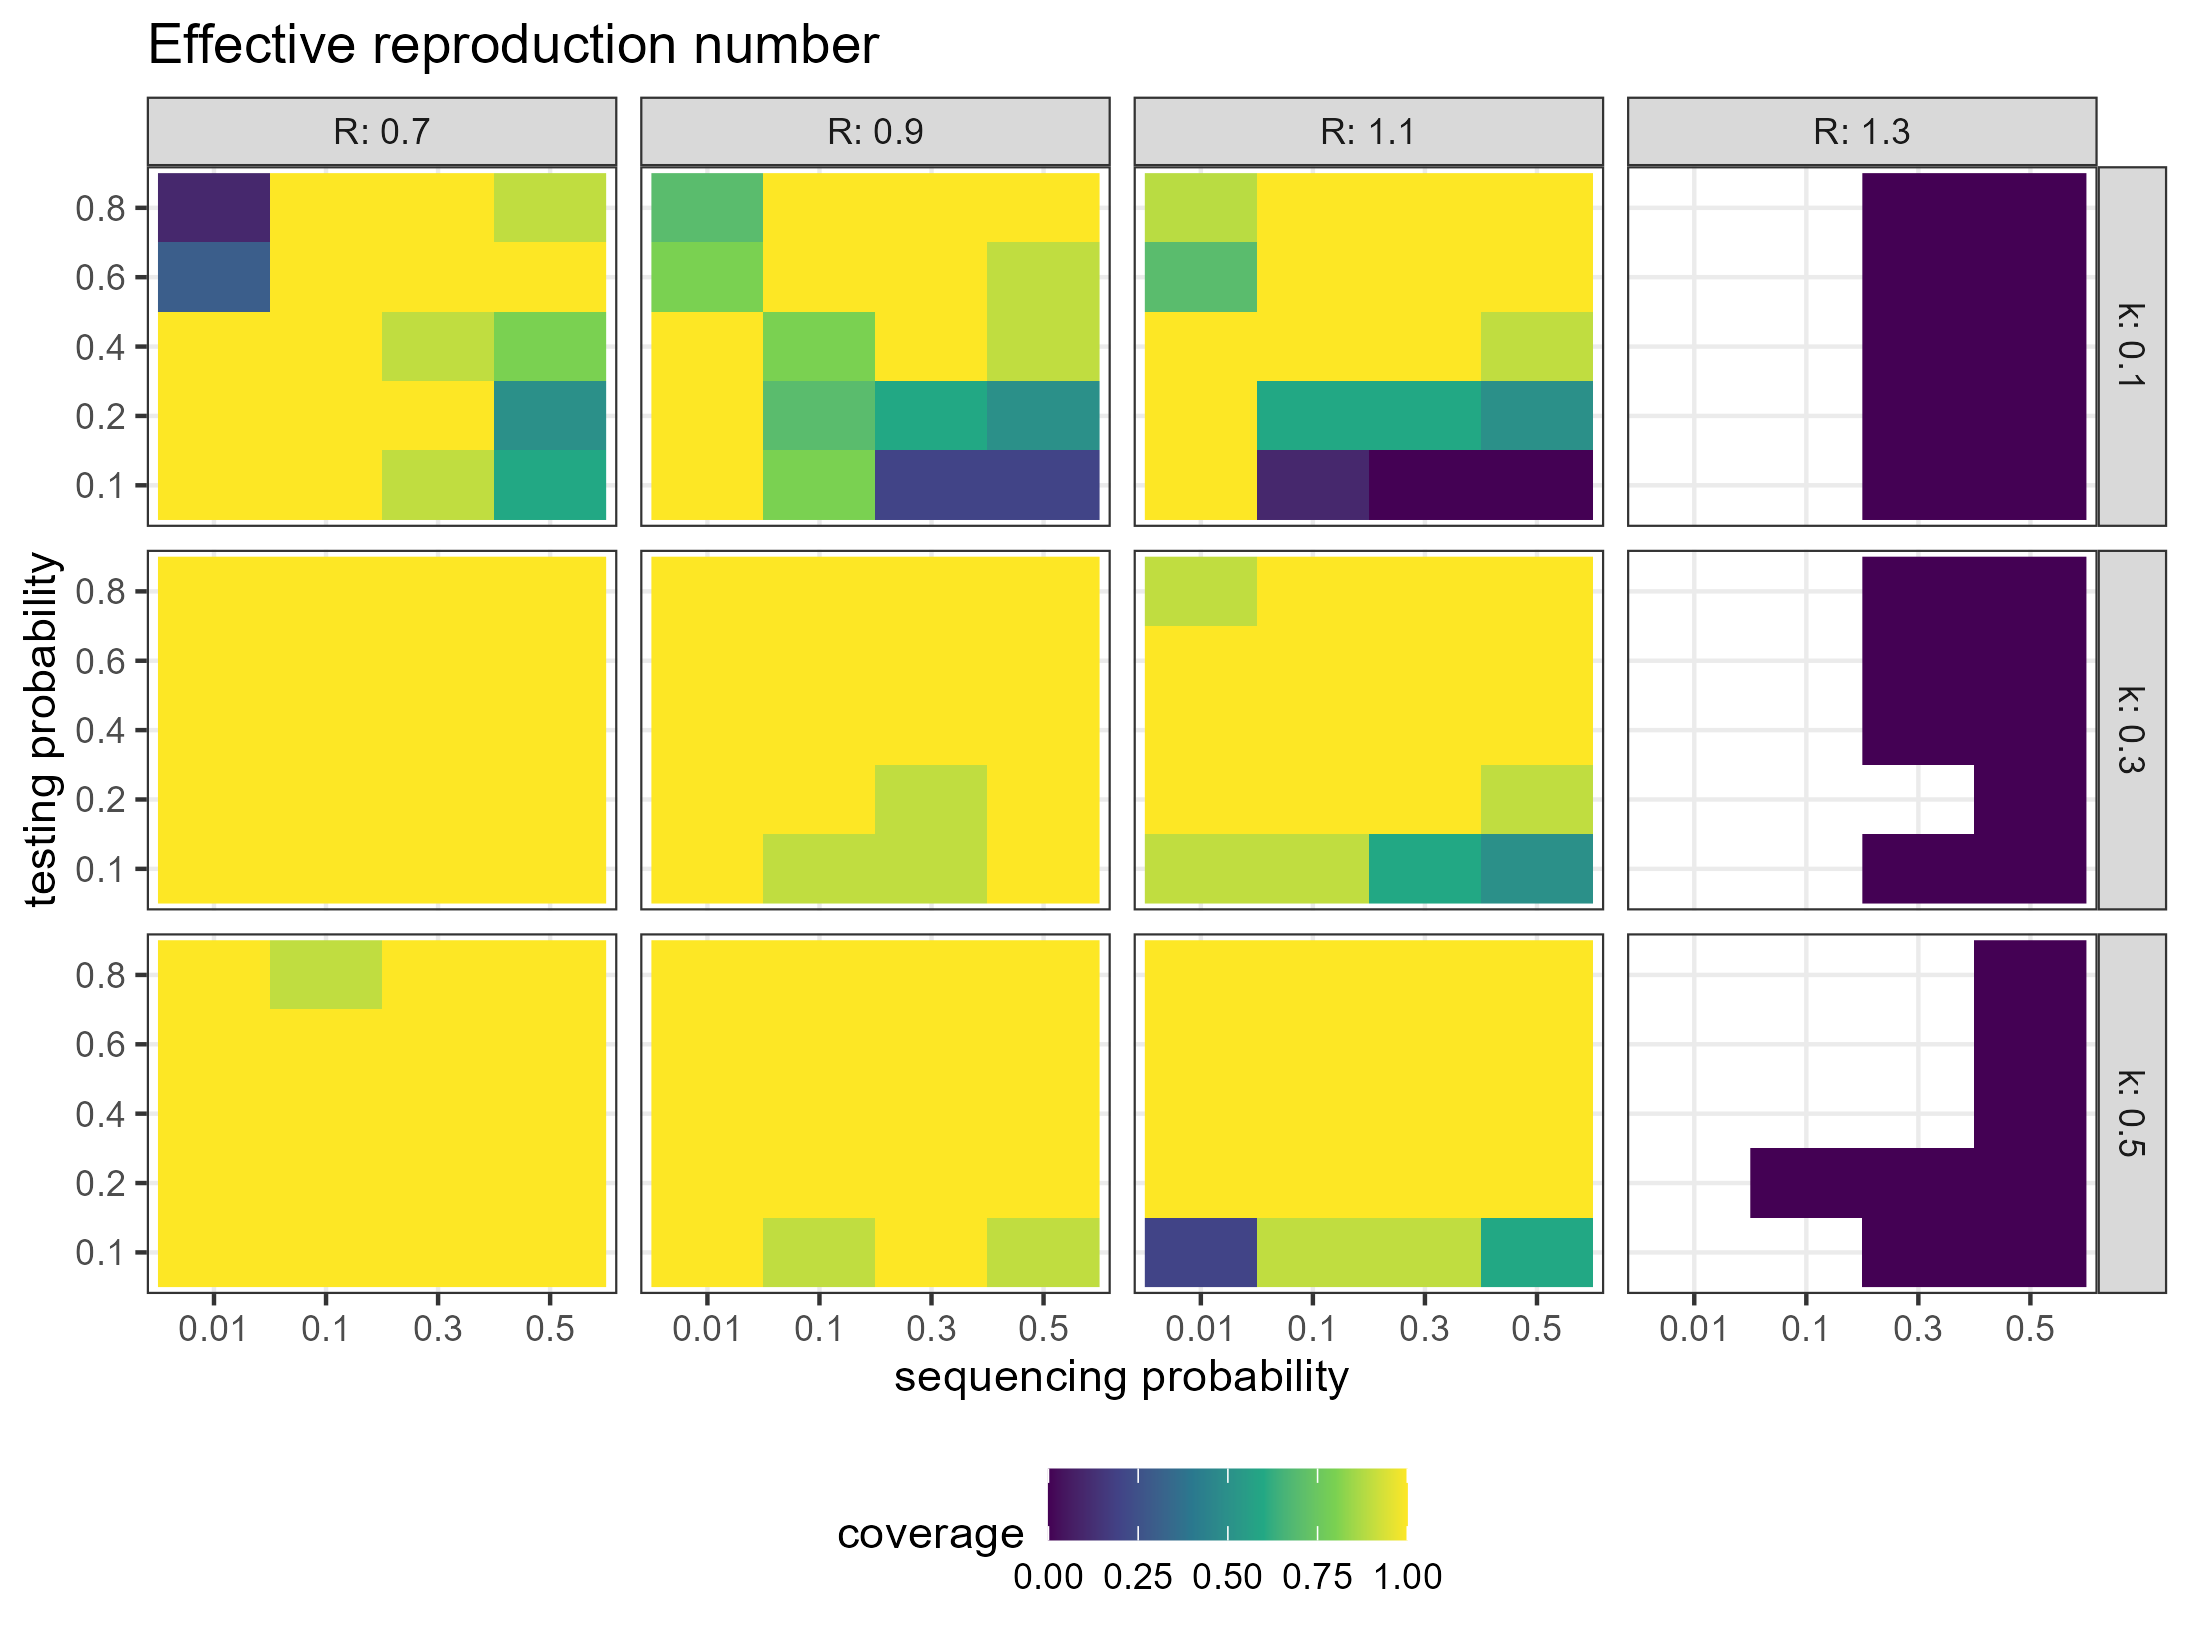 Effective reproduction number
R: 0.7
R: 0.9
R: 1.1
R: 1.3
0.8
0.6
0.4
0.2
0.1
k: 0.1
testing probability
0.8
0.6
0.4
0.2
0.1
k: 0.3
0.8
0.6
0.4
0.2
0.1
k: 0.5
0.01 0.1 0.3 0.5
0.01 0.1 0.3 0.5
0.01 0.1 0.3 0.5
0.01 0.1 0.3 0.5
sequencing probability
coverage
0.00 0.25 0.50 0.75 1.00